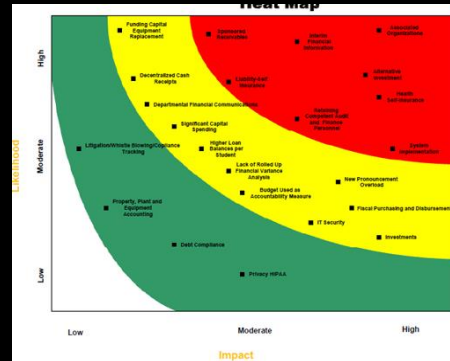 Heat Map
Funding Capital
Equipment
Replacement
Sponsored
Receivables
Interim
Financial
Information
Associated
Organizations
Decentralized Cash
Receipts
Liability-Self
Insurance
Alternative
Investment
Health
Self-Insurance
Departmental Financial Communications
Significant Capital
Spending
Retaining
Competent Audit
and Finance
Personnel
Litigation/Whistle Blowing/Copliance
Tracking
Higher Loan
Balances per
Student
System
Implementation
Lack of Rolled Up
Financial Variance
Analysis
New Pronouncement
Overload
Budget Used as
Accountability Measure
Property, Plant and
Equipment
Accounting
Fiscal Purchasing and Disbursemen
IT Security
Investments
Debt Compliance
Privacy HIPAA
High
Moderate
Low
Likelihood
Low
Moderate
High
Impact